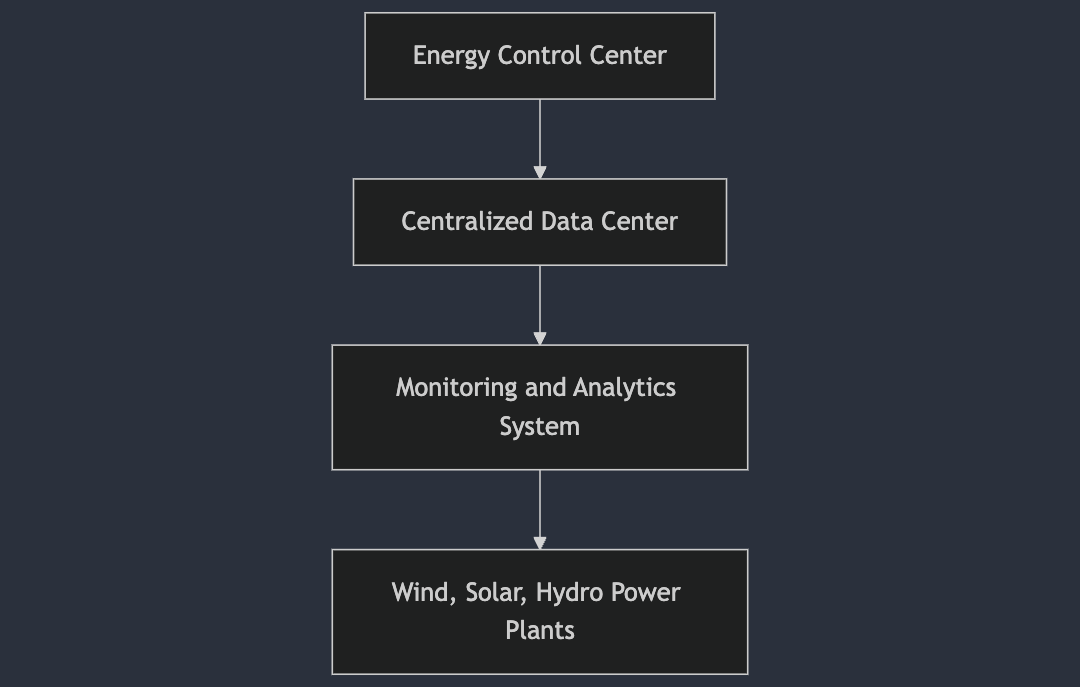 Energy Control Center
Centralized Data Center
Monitoring and Analytics
System
Wind, Solar, Hydro Power
Plants